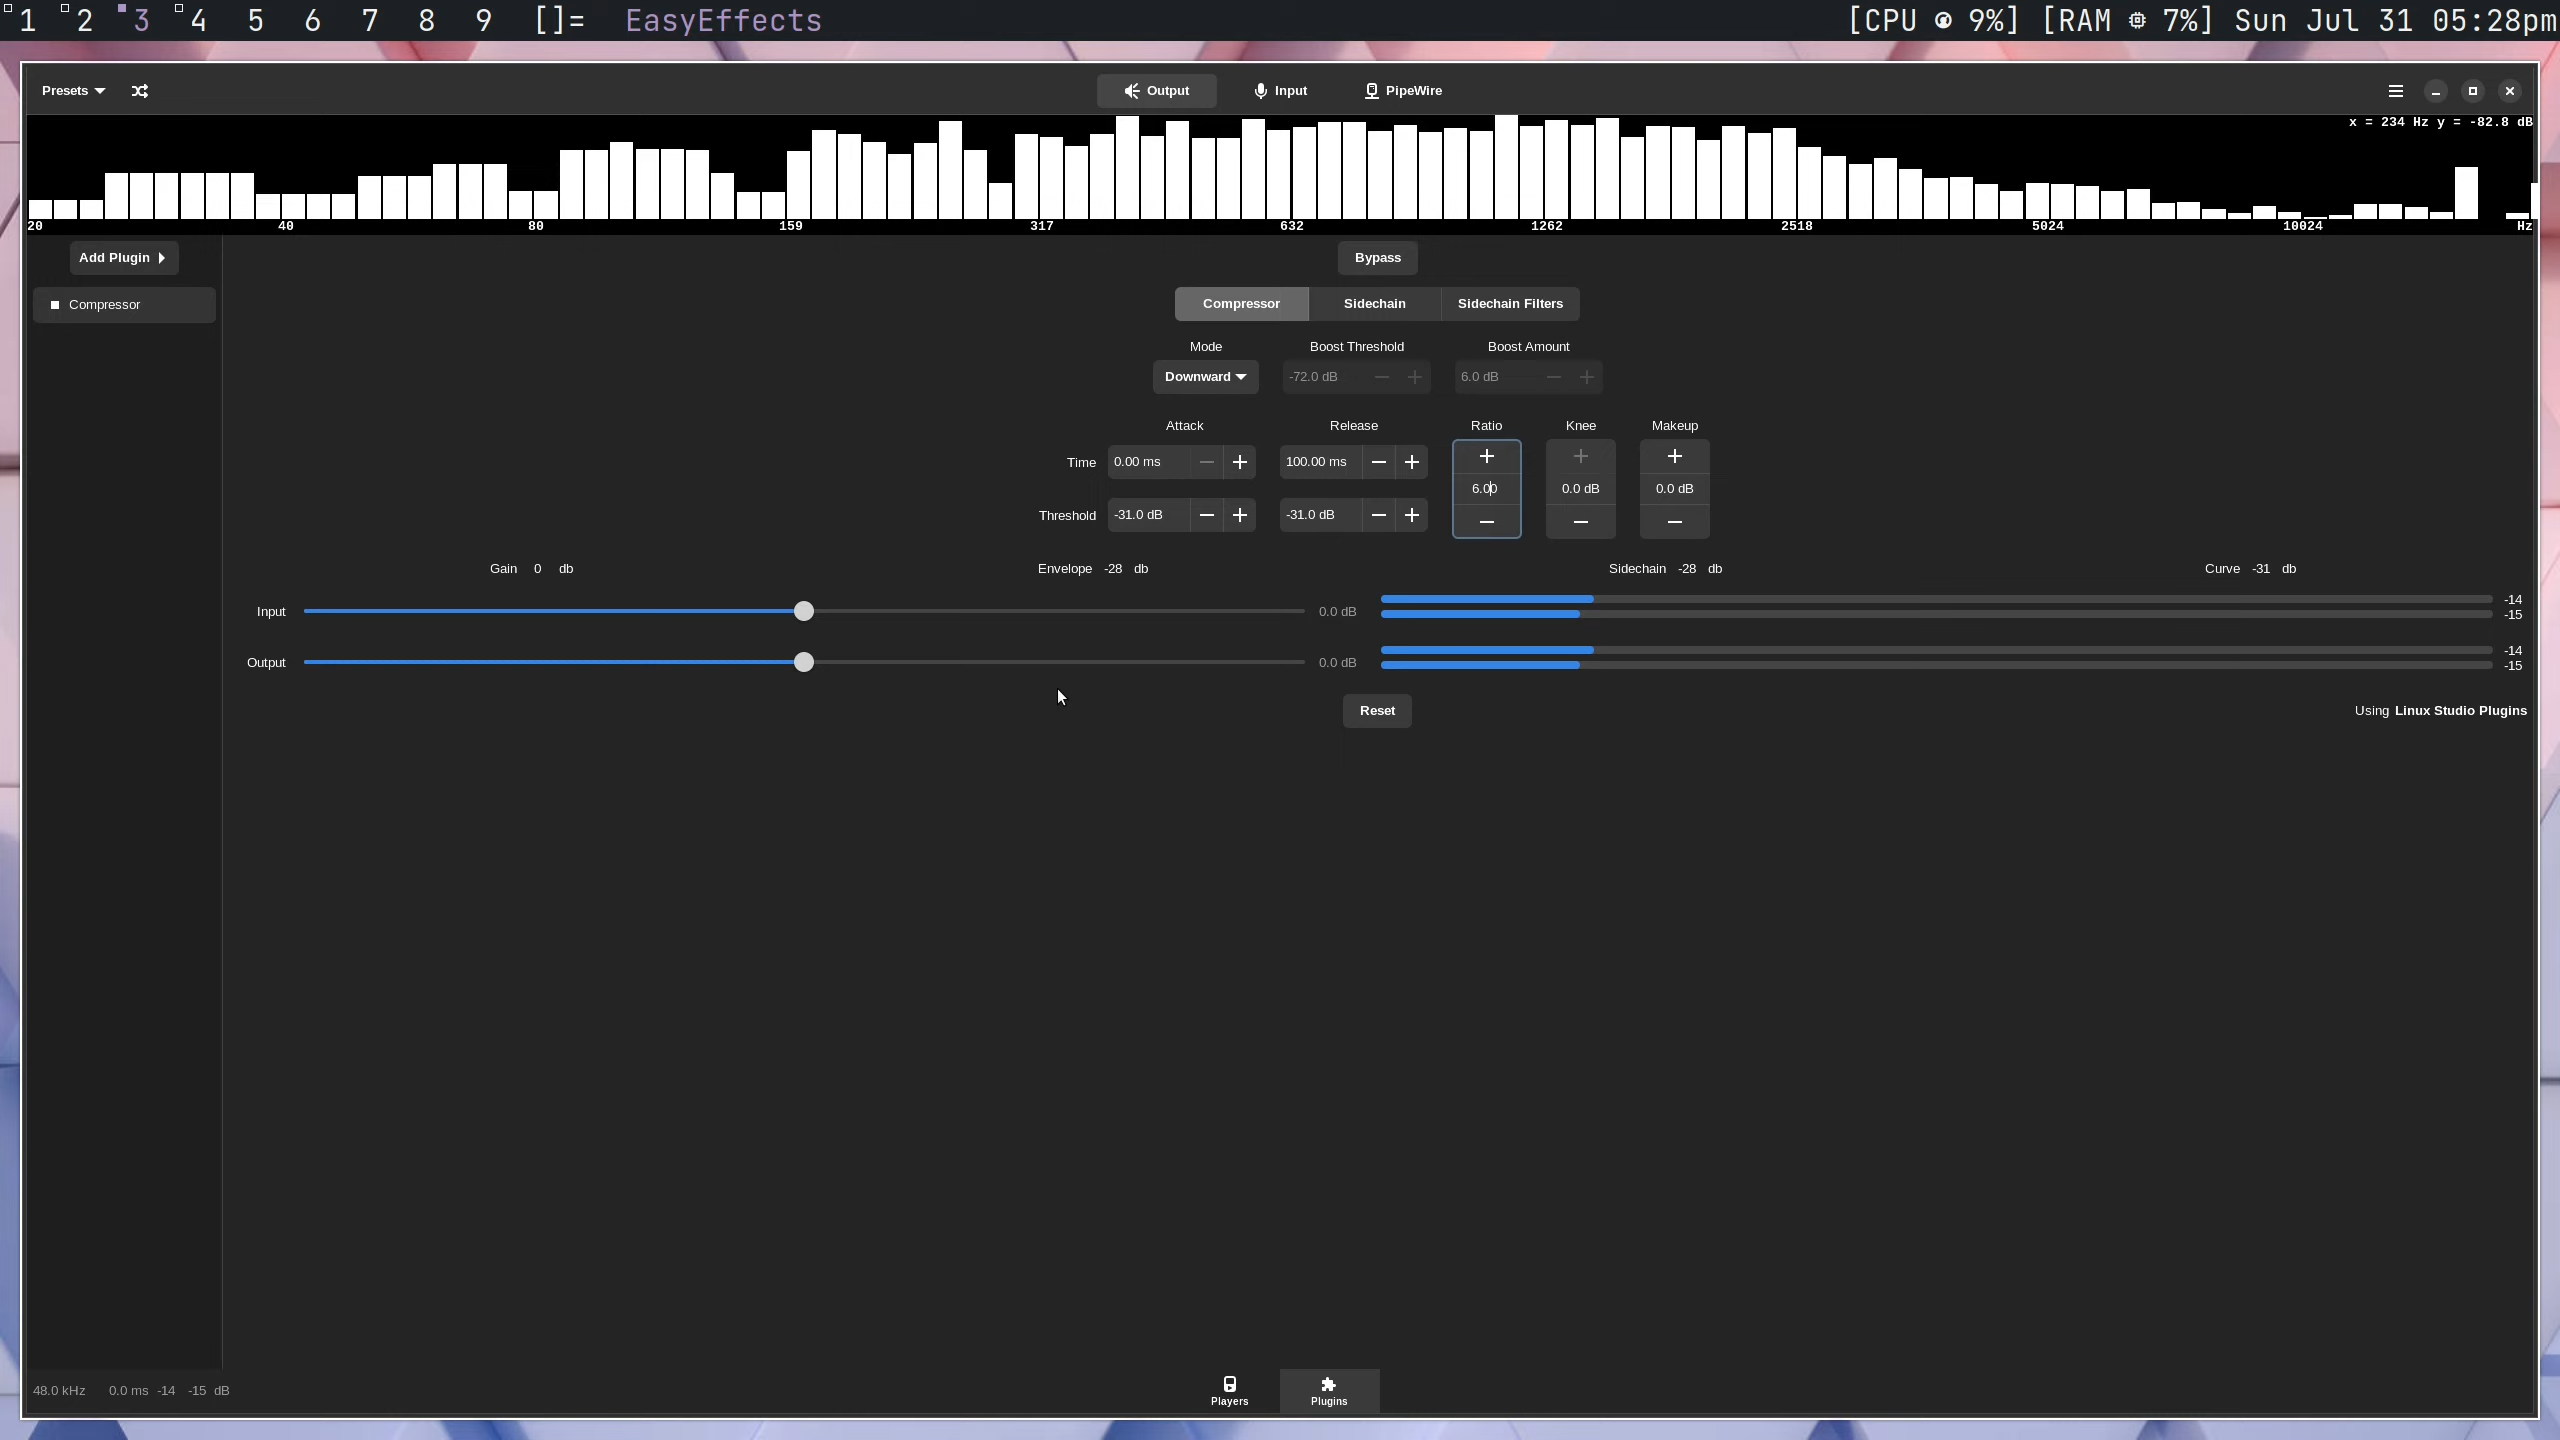 1 2 3 4 5 6 7 8 9 []= EasyEffects [CPU 9%] [RAM 7%] Sun Jul 31 05:28pm
Presets Output Input PipeWire
x = 234 Hz y = -82.8 dB
20 40 80 159 317 632 1262 2518 5024 10024 Hz
Add Plugin Bypass
Compressor Compressor Sidechain Sidechain Filters
Mode Boost Threshold Boost Amount
Downward -72.0 dB 6.0 dB
Attack Release Ratio Knee Makeup
Time 0.00 ms 100.00 ms
6.00 0.0 dB 0.0 dB
Threshold -31.0 dB -31.0 dB
Gain 0 db Envelope -28 db Sidechain -28 db Curve -31 db
Input 0.0 dB -14
-15
Output 0.0 dB -14
-15
Reset Using Linux Studio Plugins
48.0 kHz 0.0 ms -14 -15 dB Players Plugins